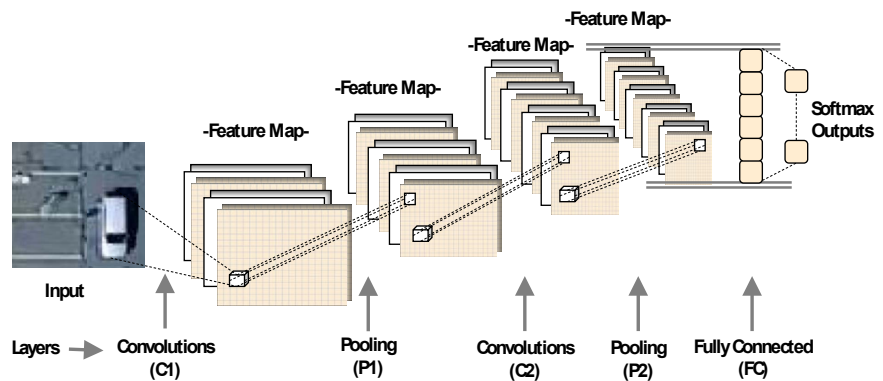 -Feature Map-
-Feature Map-
-Feature Map-
-Feature Map-
Softmax
Outputs
Input
Layers
Convolutions
(C1)
Pooling
(P1)
Convolutions
(C2)
Pooling
(P2)
Fully Connected
(FC)